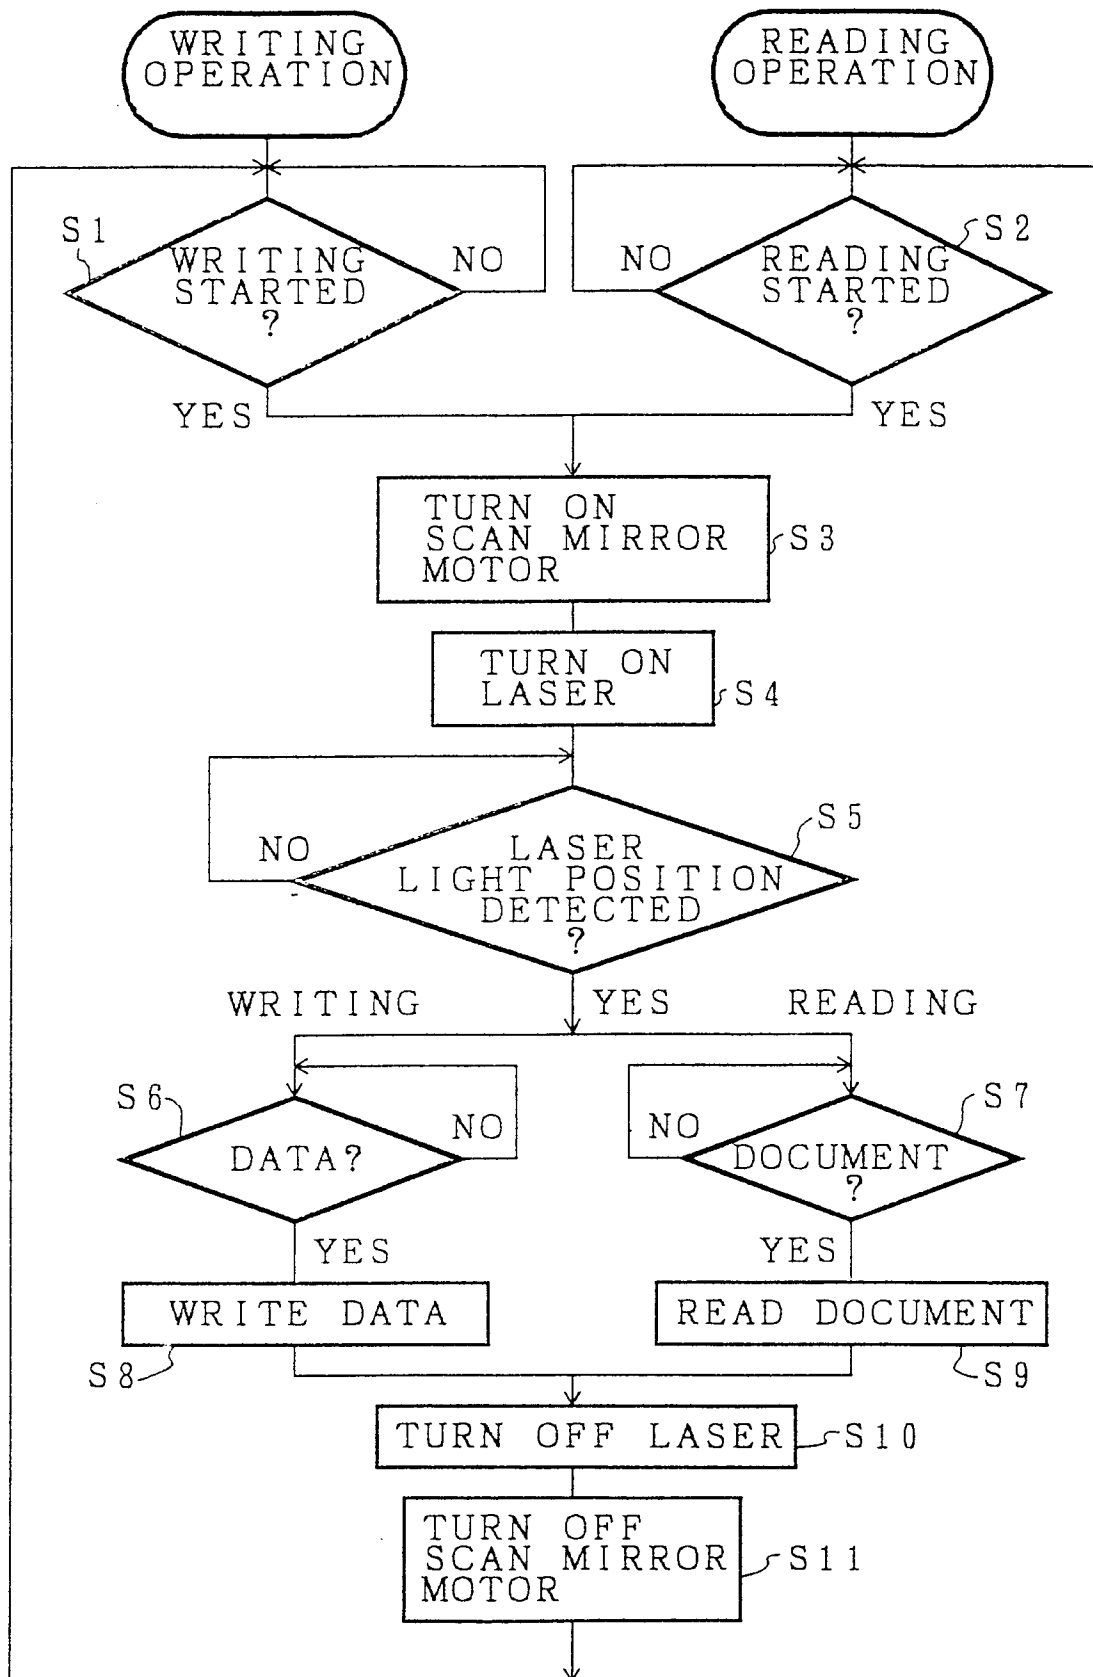 WRITING
OPERATION
READING
OPERATION
S1
WRITING
STARTED
?
NO
NO
READING
STARTED
?
S2
YES
YES
TURN ON
SCAN MIRROR
MOTOR
S3
TURN ON
LASER
S4
NO
LASER
LIGHT POSITION
DETECTED
?
S5
WRITING
YES
READING
S6
DATA?
NO
NO
DOCUMENT
?
S7
YES
YES
WRITE DATA
READ DOCUMENT
S8
S9
TURN OFF LASER
S10
TURN OFF
SCAN MIRROR
MOTOR
S11